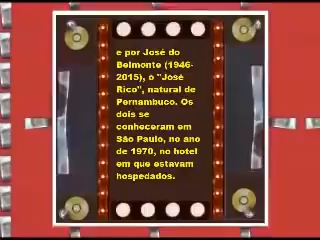 e por José do
Belmonte (1946-
2015), o "José
Rico", natural de
Pernambuco. Os
dois se
conheceram em
São Paulo, no ano
de 1970, no hotel
em que estavam
hospedados.